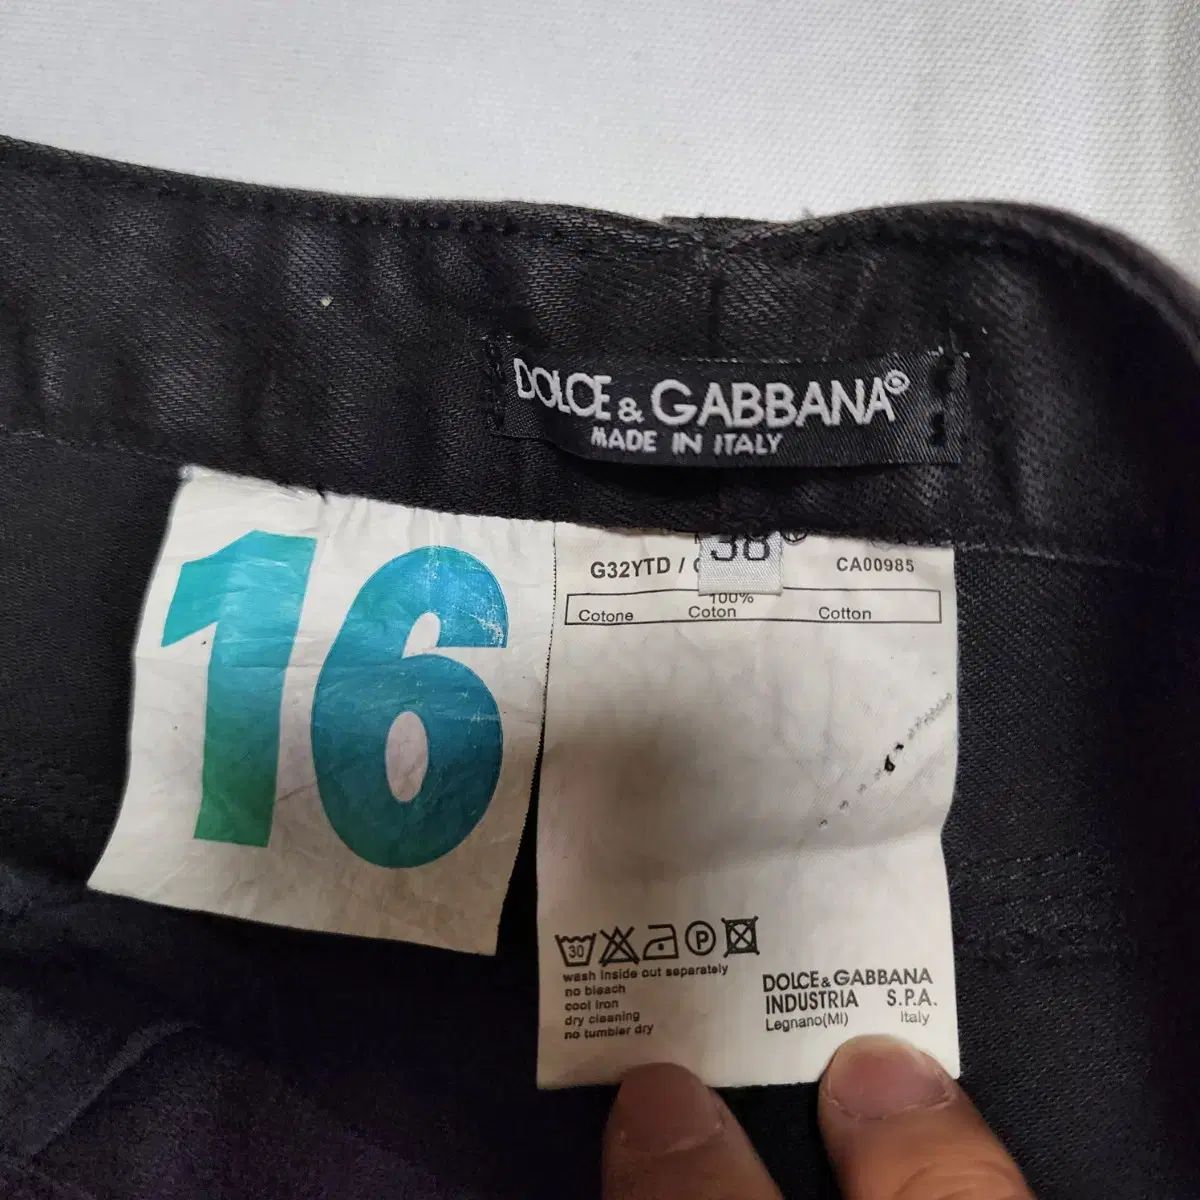 DOLCE & GABBANA®
MADE IN ITALY
16
38
G32YTD /
CA00985
100%
Cotone Coton Cotton
30
P
wash inside out separately
no bleach
cool iron
dry cleaning
no tumbler dry
DOLCE & GABBANA
INDUSTRIA S.P.A.
Legnano(MI) Italy